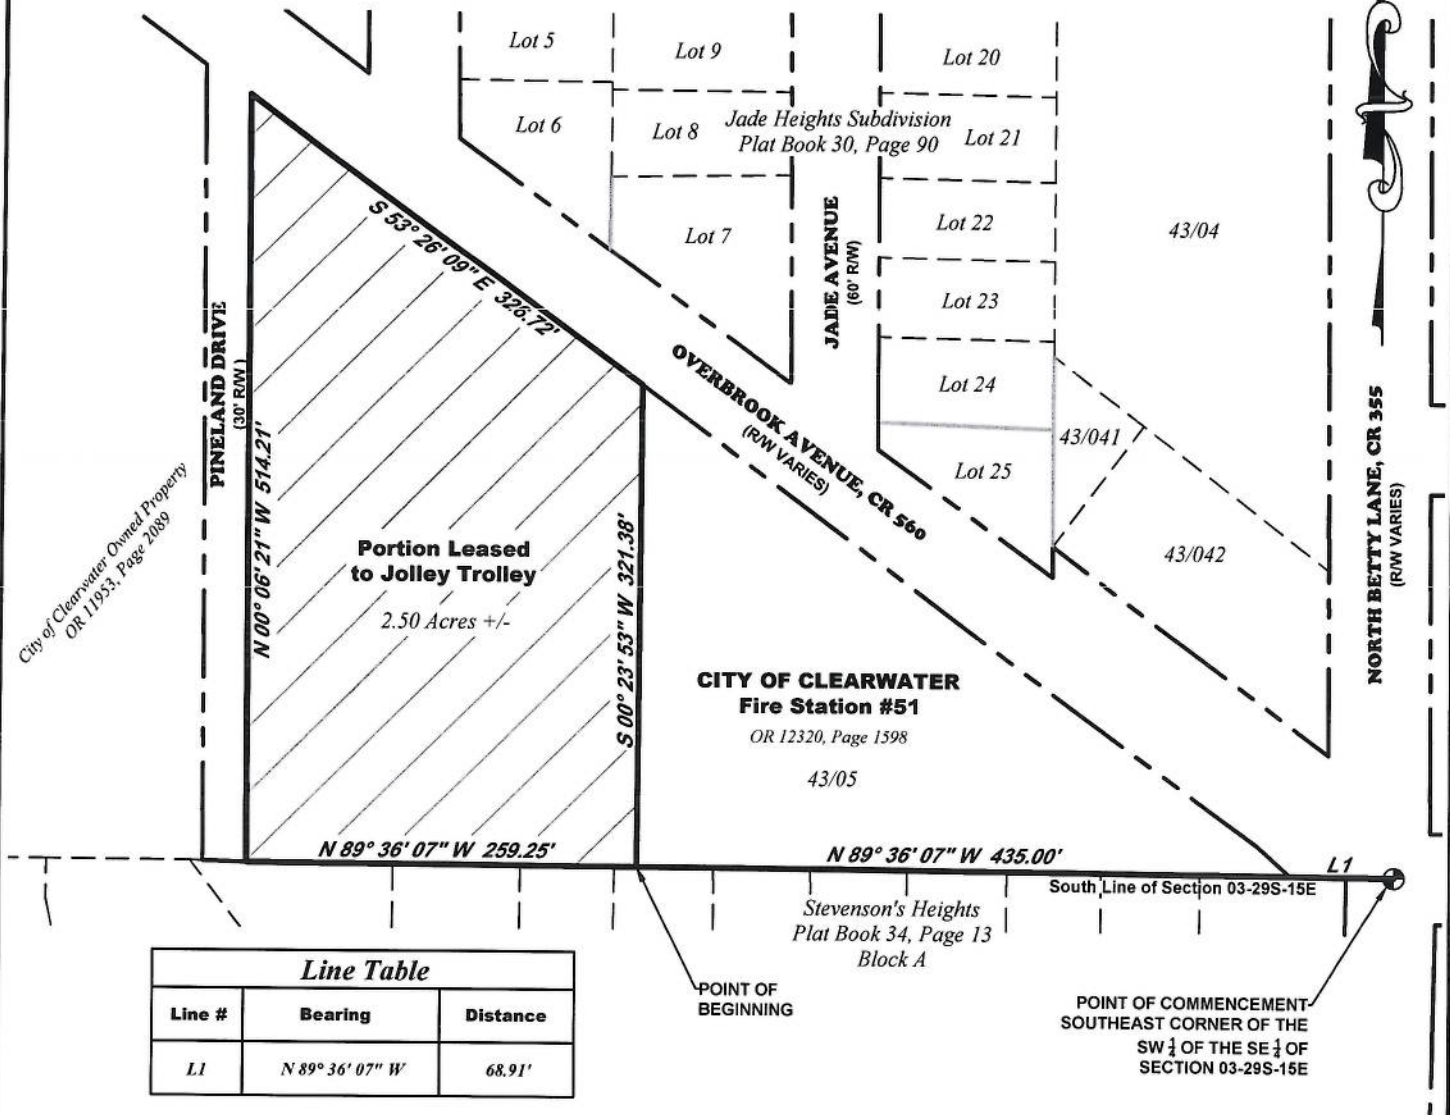 Lot 5
Lot 9
Lot 20
Lot 6
Lot 8
Jade Heights Subdivision
Plat Book 30, Page 90
Lot 21
Lot 7
Lot 22
43/04
Lot 23
Lot 24
43/041
Lot 25
43/042
JADE AVENUE
(60' R/W)
S 53° 26' 09" E 326.72'
OVERBROOK AVENUE, CR 560
(R/W VARIES)
NORTH BETTY LANE, CR 355
(R/W VARIES)
PINELAND DRIVE
(30' R/W)
N 00° 06' 21" W 514.21'
City of Clearwater Owned Property
OR 11953, Page 2089
Portion Leased
to Jolley Trolley
2.50 Acres +/-
S 00° 23' 53" W 321.38'
CITY OF CLEARWATER
Fire Station #51
OR 12320, Page 1598
43/05
N 89° 36' 07" W 259.25'
N 89° 36' 07" W 435.00'
L1
South Line of Section 03-29S-15E
Stevenson's Heights
Plat Book 34, Page 13
Block A
POINT OF
BEGINNING
POINT OF COMMENCEMENT
SOUTHEAST CORNER OF THE
SW ¼ OF THE SE ¼ OF
SECTION 03-29S-15E
Line Table
Line # Bearing Distance
L1 N 89° 36' 07" W 68.91'